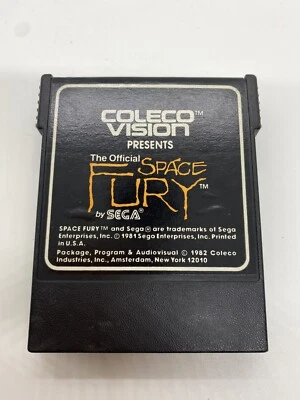 COLECO™
VISION
PRESENTS
The Official SPACE
FURY™
by SEGA®
SPACE FURY™ and Sega® are trademarks of Sega
Enterprises, Inc. © 1981 Sega Enterprises, Inc. Printed
in U.S.A.
Package, Program & Audiovisual © 1982 Coleco
Industries, Inc., Amsterdam, New York 12010